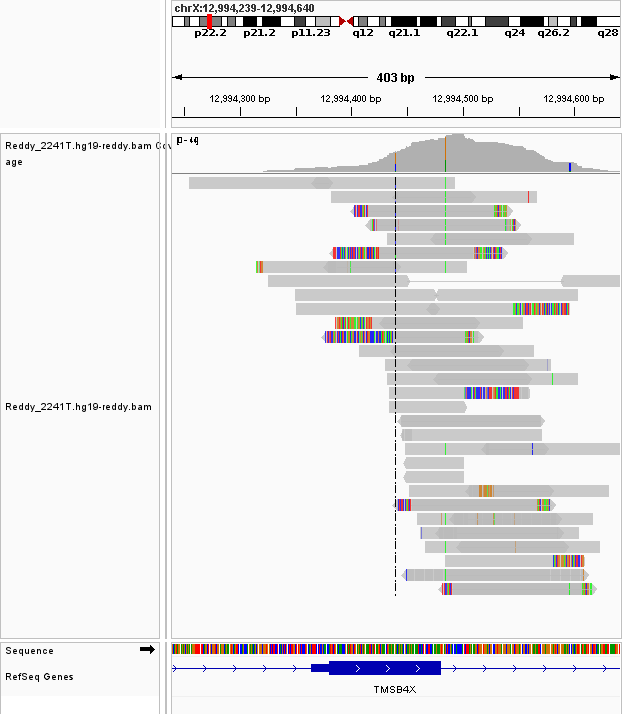 chrX:12,994,239-12,994,640
p22.2 p21.2 p11.23 q12 q21.1 q22.1 q24 q26.2 q28
403 bp
12,994,300 bp 12,994,400 bp 12,994,500 bp 12,994,600 bp
Reddy_2241T.hg19-reddy.bam
age
Reddy_2241T.hg19-reddy.bam
Sequence
RefSeq Genes
TMSB4X